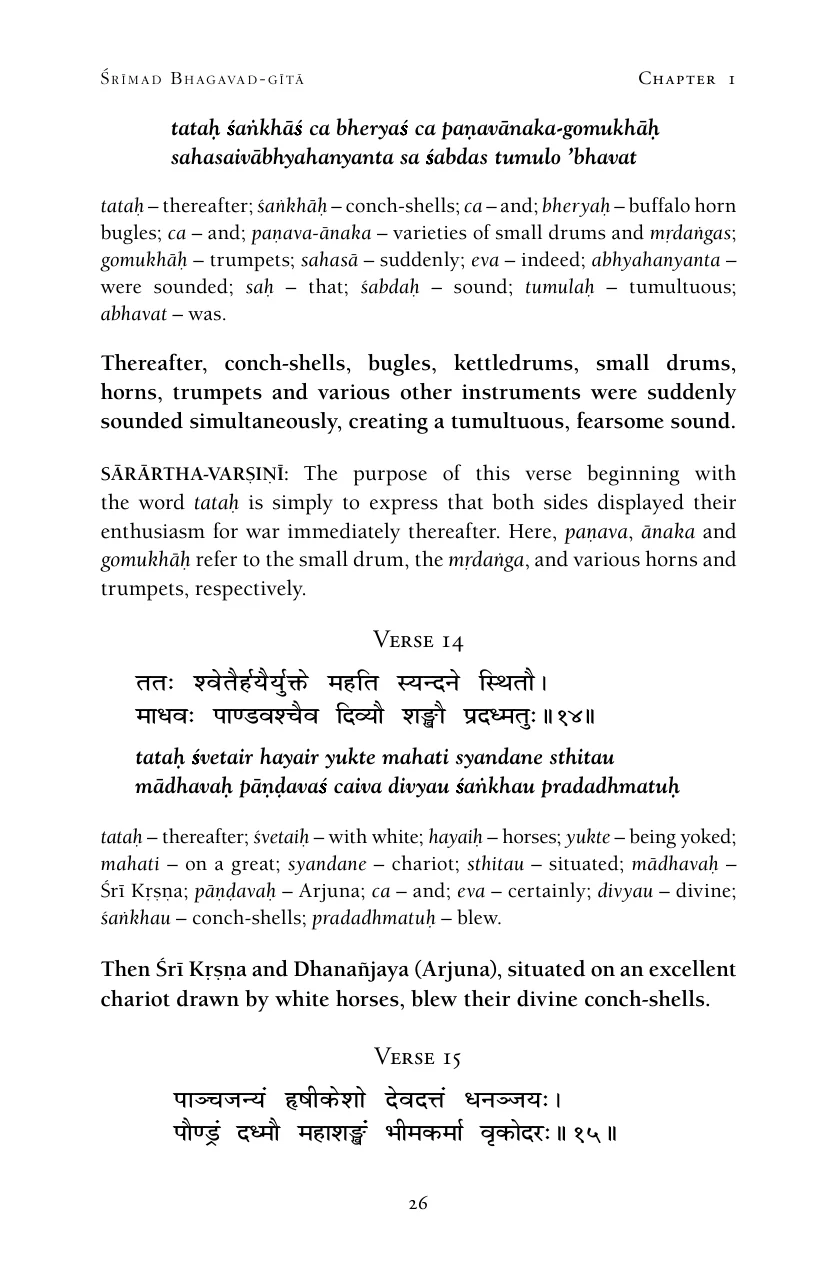 Śrīmad Bhagavad-gītā Chapter 1
tataḥ śaṅkhāś ca bheryaś ca paṇavānaka-gomukhāḥ
sahasaivābhyahanyanta sa śabdas tumulo ’bhavat
tataḥ – thereafter; śaṅkhāḥ – conch-shells; ca – and; bheryaḥ – buffalo horn
bugles; ca – and; paṇava-ānaka – varieties of small drums and mṛdaṅgas;
gomukhāḥ – trumpets; sahasā – suddenly; eva – indeed; abhyahanyanta –
were sounded; saḥ – that; śabdaḥ – sound; tumulaḥ – tumultuous;
abhavat – was.
Thereafter, conch-shells, bugles, kettledrums, small drums,
horns, trumpets and various other instruments were suddenly
sounded simultaneously, creating a tumultuous, fearsome sound.
SĀRĀRTHA-VARṢIṆĪ: The purpose of this verse beginning with
the word tataḥ is simply to express that both sides displayed their
enthusiasm for war immediately thereafter. Here, paṇava, ānaka and
gomukhāḥ refer to the small drum, the mṛdaṅga, and various horns and
trumpets, respectively.
Verse 14
ततः श्वेतैर्हयैर्युक्ते महति स्यन्दने स्थितौ।
माधवः पाण्डवश्चैव दिव्यौ शङ्खौ प्रदध्मतुः॥१४॥
tataḥ śvetair hayair yukte mahati syandane sthitau
mādhavaḥ pāṇḍavaś caiva divyau śaṅkhau pradadhmatuḥ
tataḥ – thereafter; śvetaiḥ – with white; hayaiḥ – horses; yukte – being yoked;
mahati – on a great; syandane – chariot; sthitau – situated; mādhavaḥ –
Śrī Kṛṣṇa; pāṇḍavaḥ – Arjuna; ca – and; eva – certainly; divyau – divine;
śaṅkhau – conch-shells; pradadhmatuḥ – blew.
Then Śrī Kṛṣṇa and Dhanañjaya (Arjuna), situated on an excellent
chariot drawn by white horses, blew their divine conch-shells.
Verse 15
पाञ्चजन्यं हृषीकेशो देवदत्तं धनञ्जयः।
पौण्ड्रं दध्मौ महाशङ्खं भीमकर्मा वृकोदरः॥१५॥
26